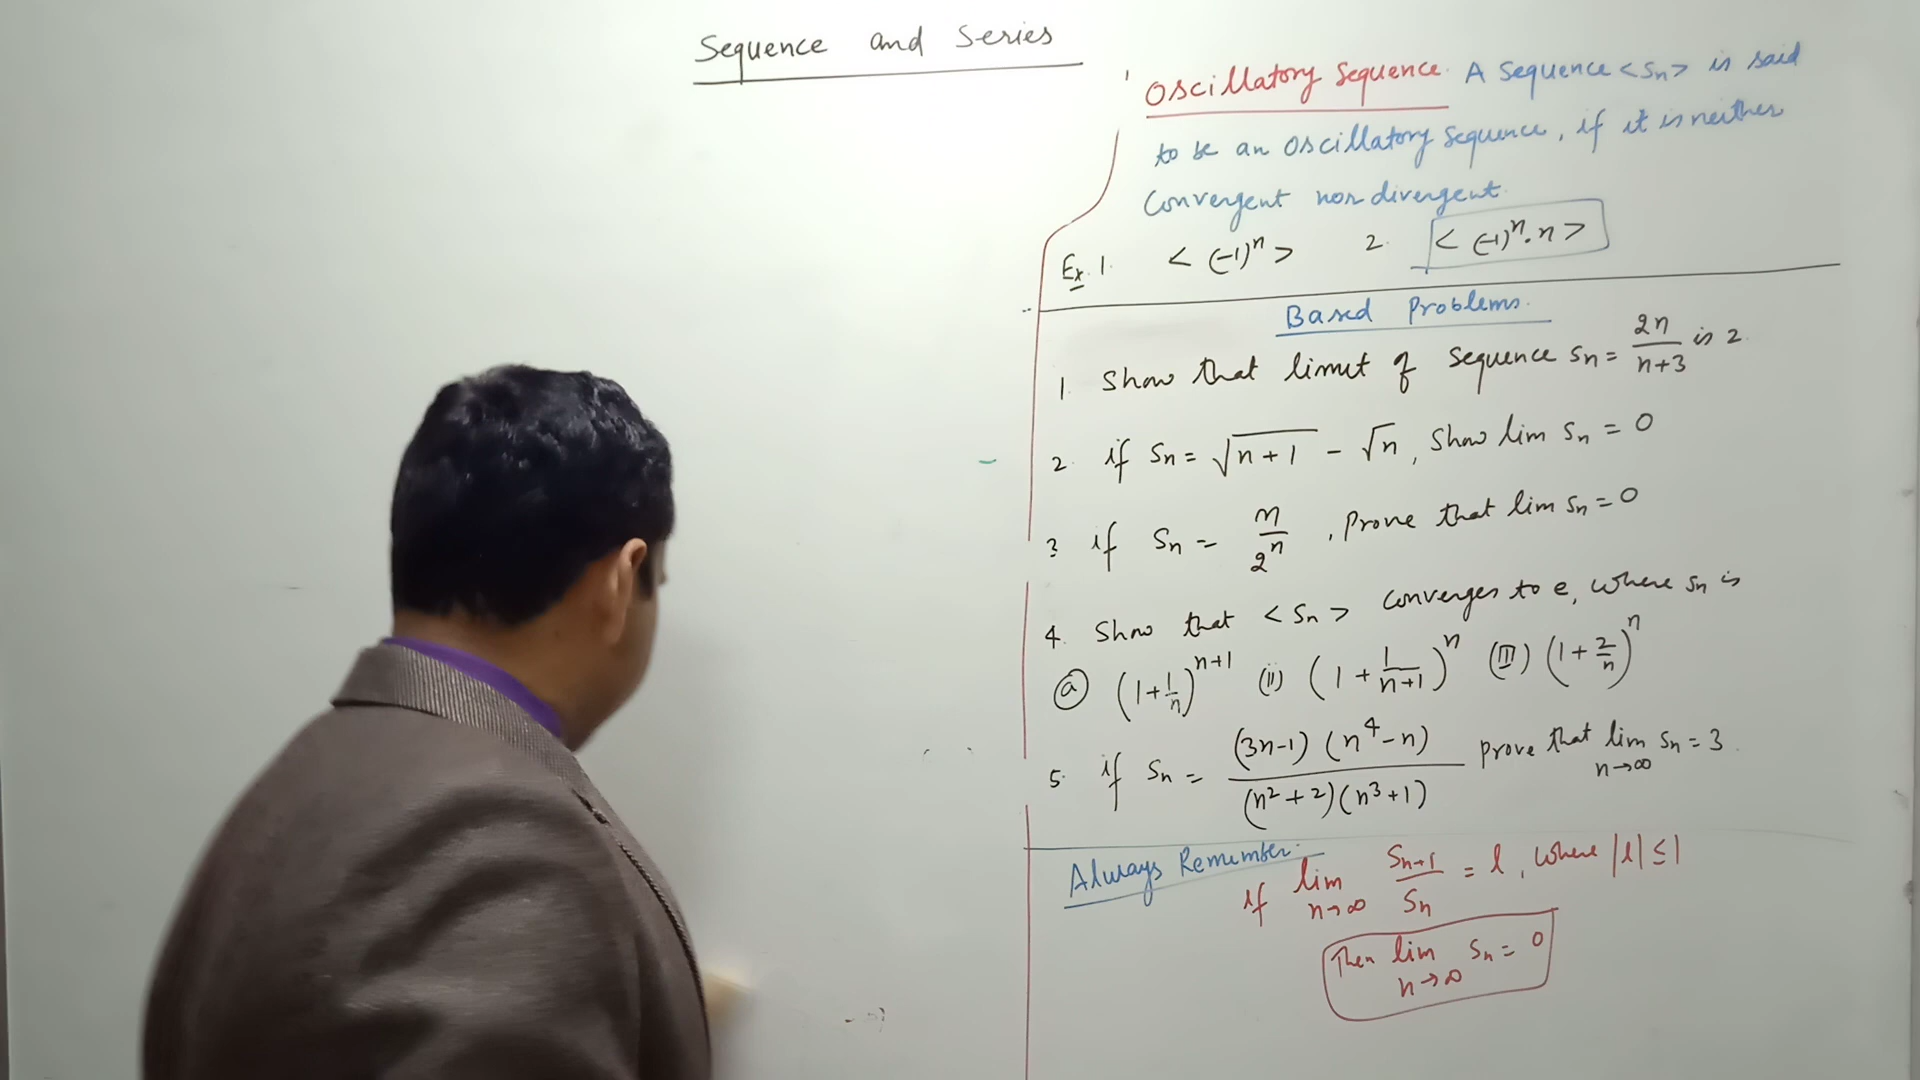 Sequence and Series
Oscillatory Sequence. A Sequence <Sn> is said
to be an Oscillatory Sequence, if it is neither
Convergent nor divergent.
Ex. 1. < (-1)^n > 2. < (-1)^n . n >
Based Problems.
1. Show that limit of Sequence Sn = 2n/(n+3) is 2.
2. if Sn = √(n+1) - √n, Show lim Sn = 0
3 if Sn = n/2^n, Prove that lim Sn = 0
4. Show that <Sn> Converges to e, where Sn is
(a) (1+1/n)^(n+1) (ii) (1+1/(n+1))^n (III) (1+2/n)^n
5. if Sn = (3n-1)(n^4-n)/((n^2+2)(n^3+1)) prove that lim n→∞ Sn = 3.
Always Remember.
if lim n→∞ Sn+1/Sn = l, where |l| ≤ 1
Then lim n→∞ Sn = 0